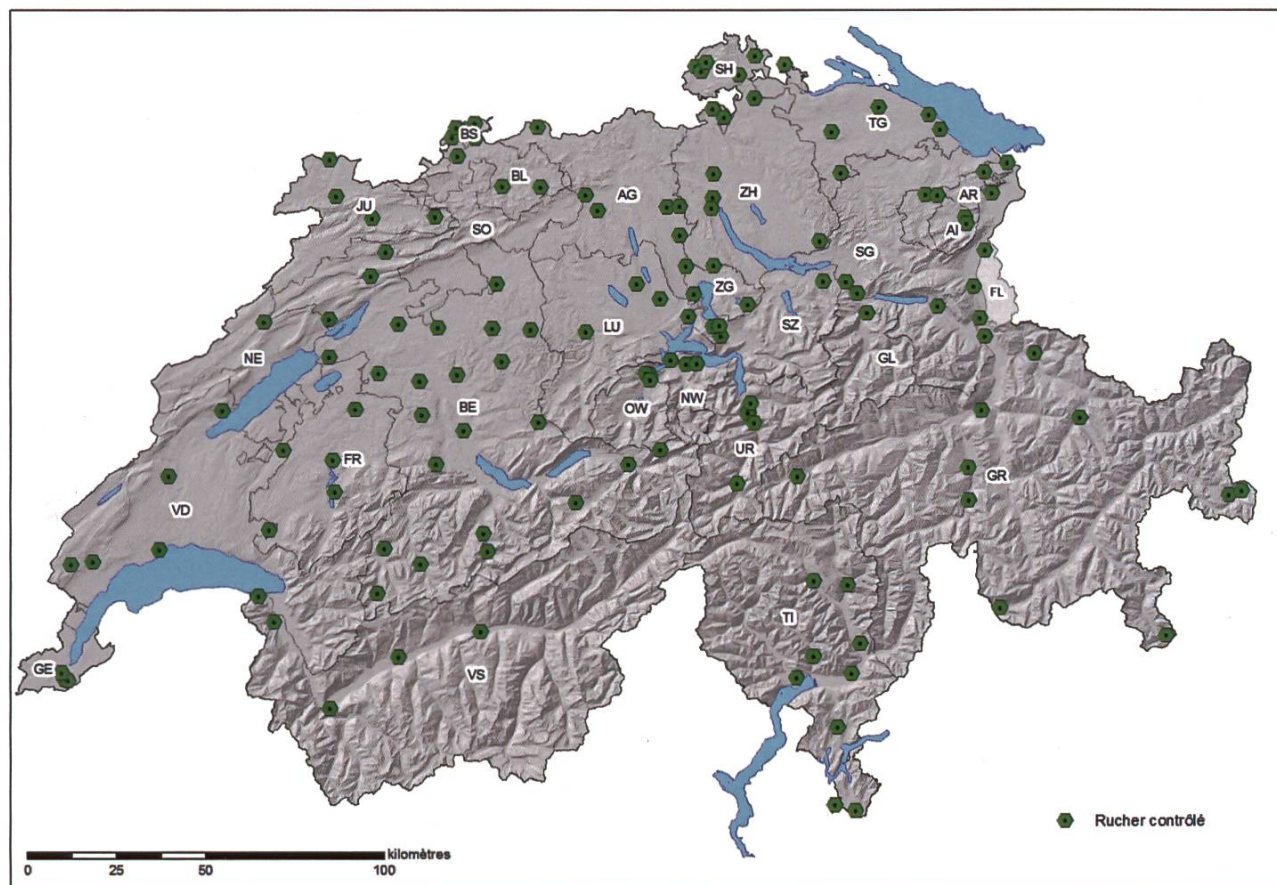 SH
BS
TG
BL
AG
ZH
AR
JU
SO
AI
SG
ZG
FL
LU
SZ
NE
GL
BE
OW
NW
FR
UR
GR
VD
TI
GE
VS
Rucher contrôlé
kilomètres
0 25 50 100